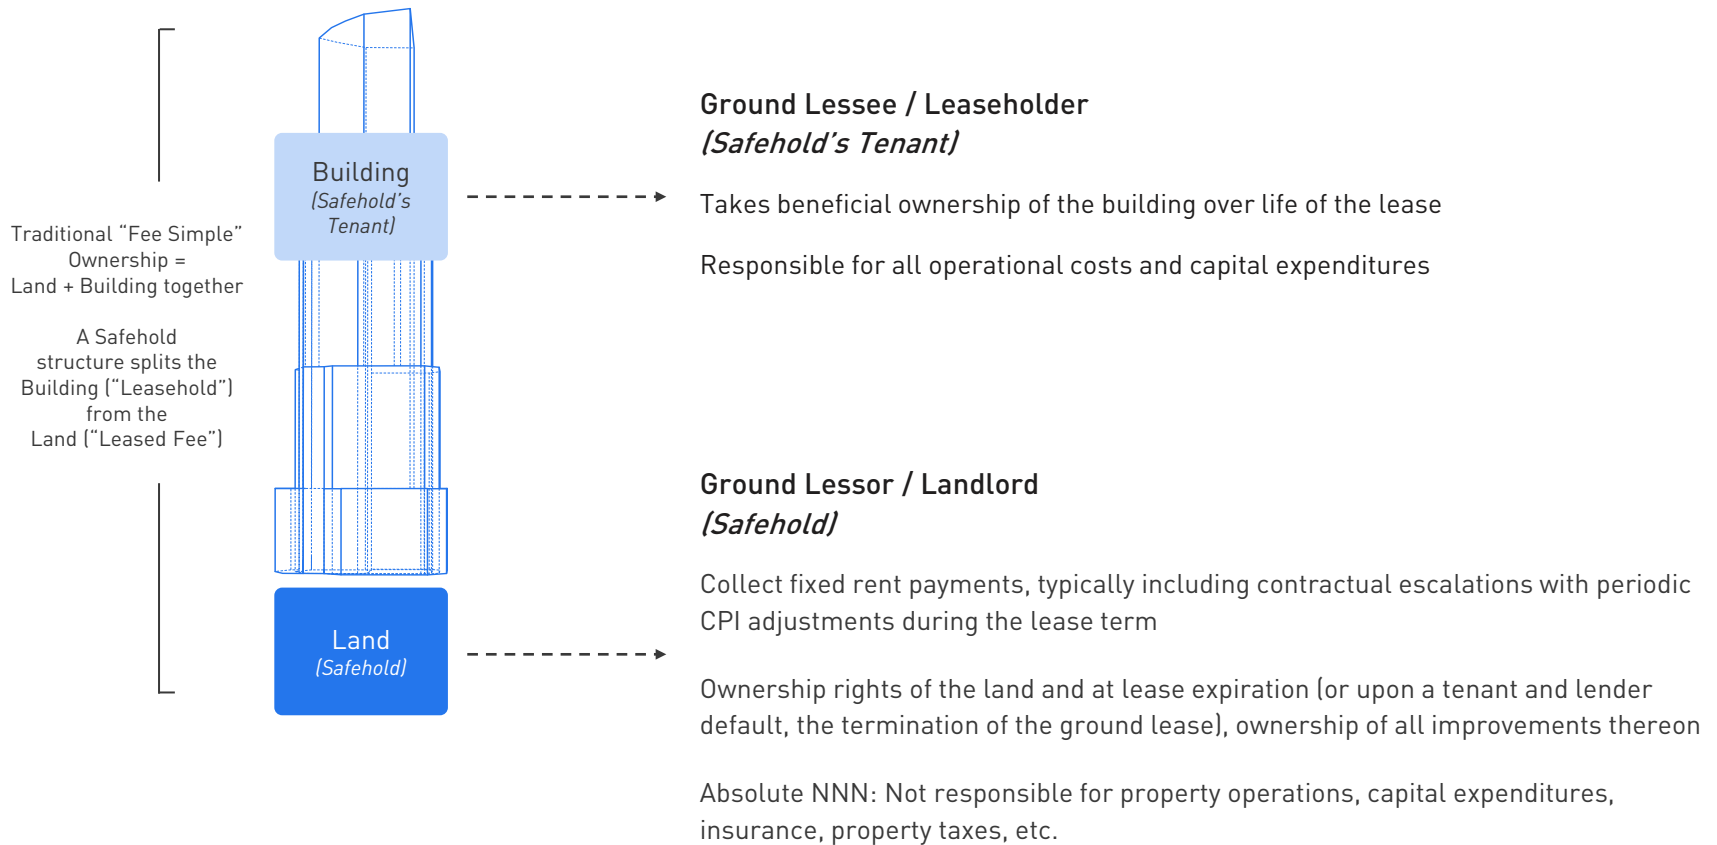 Traditional “Fee Simple”
Ownership =
Land + Building together
A Safehold
structure splits the
Building (“Leasehold”)
from the
Land (“Leased Fee”)
Building
(Safehold’s
Tenant)
Land
(Safehold)
Ground Lessee / Leaseholder
(Safehold’s Tenant)
Takes beneficial ownership of the building over life of the lease
Responsible for all operational costs and capital expenditures
Ground Lessor / Landlord
(Safehold)
Collect fixed rent payments, typically including contractual escalations with periodic
CPI adjustments during the lease term
Ownership rights of the land and at lease expiration (or upon a tenant and lender
default, the termination of the ground lease), ownership of all improvements thereon
Absolute NNN: Not responsible for property operations, capital expenditures,
insurance, property taxes, etc.